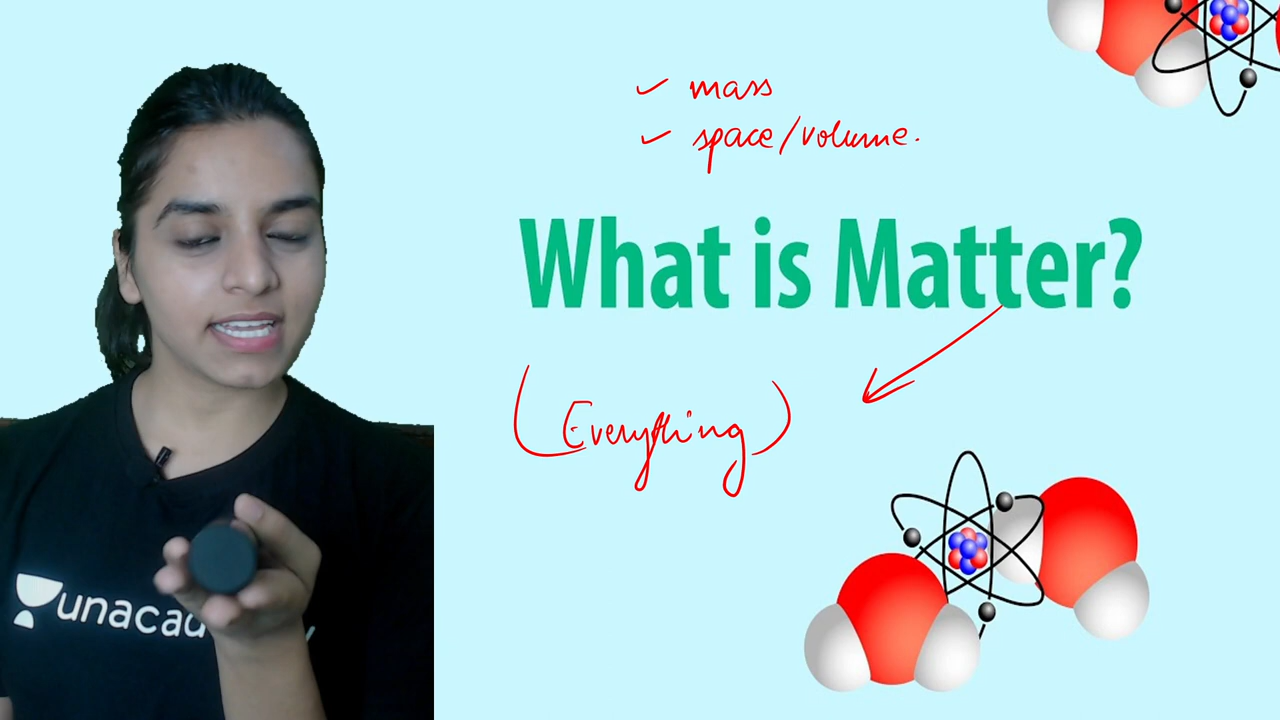 ✓ mass
✓ space/volume.
What is Matter?
(Everything)
unacad